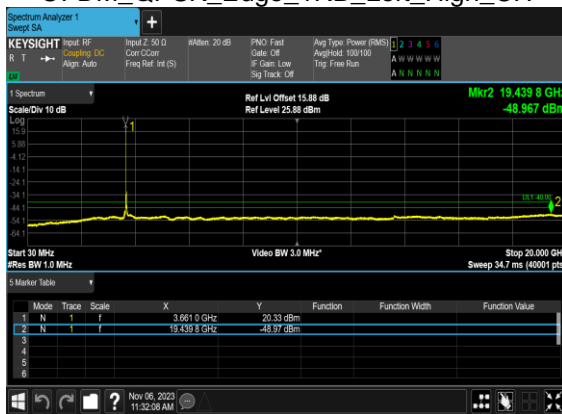 Spectrum Analyzer 1
Swept SA
+
KEYSIGHT Input: RF Input Z: 50 Ω #Atten: 20 dB PNO: Fast Avg Type: Power (RMS) 1 2 3 4 5 6
R T Coupling: DC Corr CCorr Gate: Off Avg|Hold: 100/100 A W W W W W
Align: Auto Freq Ref: Int (S) IF Gain: Low Trig: Free Run
LU Sig Track: Off A N N N N N
1 Spectrum Ref Lvl Offset 15.88 dB Mkr2 19.439 8 GHz
Scale/Div 10 dB Ref Level 25.88 dBm -48.967 dBm
Log
15.9
5.88
-4.12
-14.1
-24.1
-34.1
-44.1
-54.1
-64.1
1
2
Start 30 MHz Video BW 3.0 MHz* Stop 20.000 GH
#Res BW 1.0 MHz Sweep 34.7 ms (40001 pts
5 Marker Table
Mode Trace Scale X Y Function Function Width Function Value
1 N 1 f 3.661 0 GHz 20.33 dBm
2 N 1 f 19.439 8 GHz -48.97 dBm
3
4
5
6
? Nov 06, 2023
11:32:08 AM